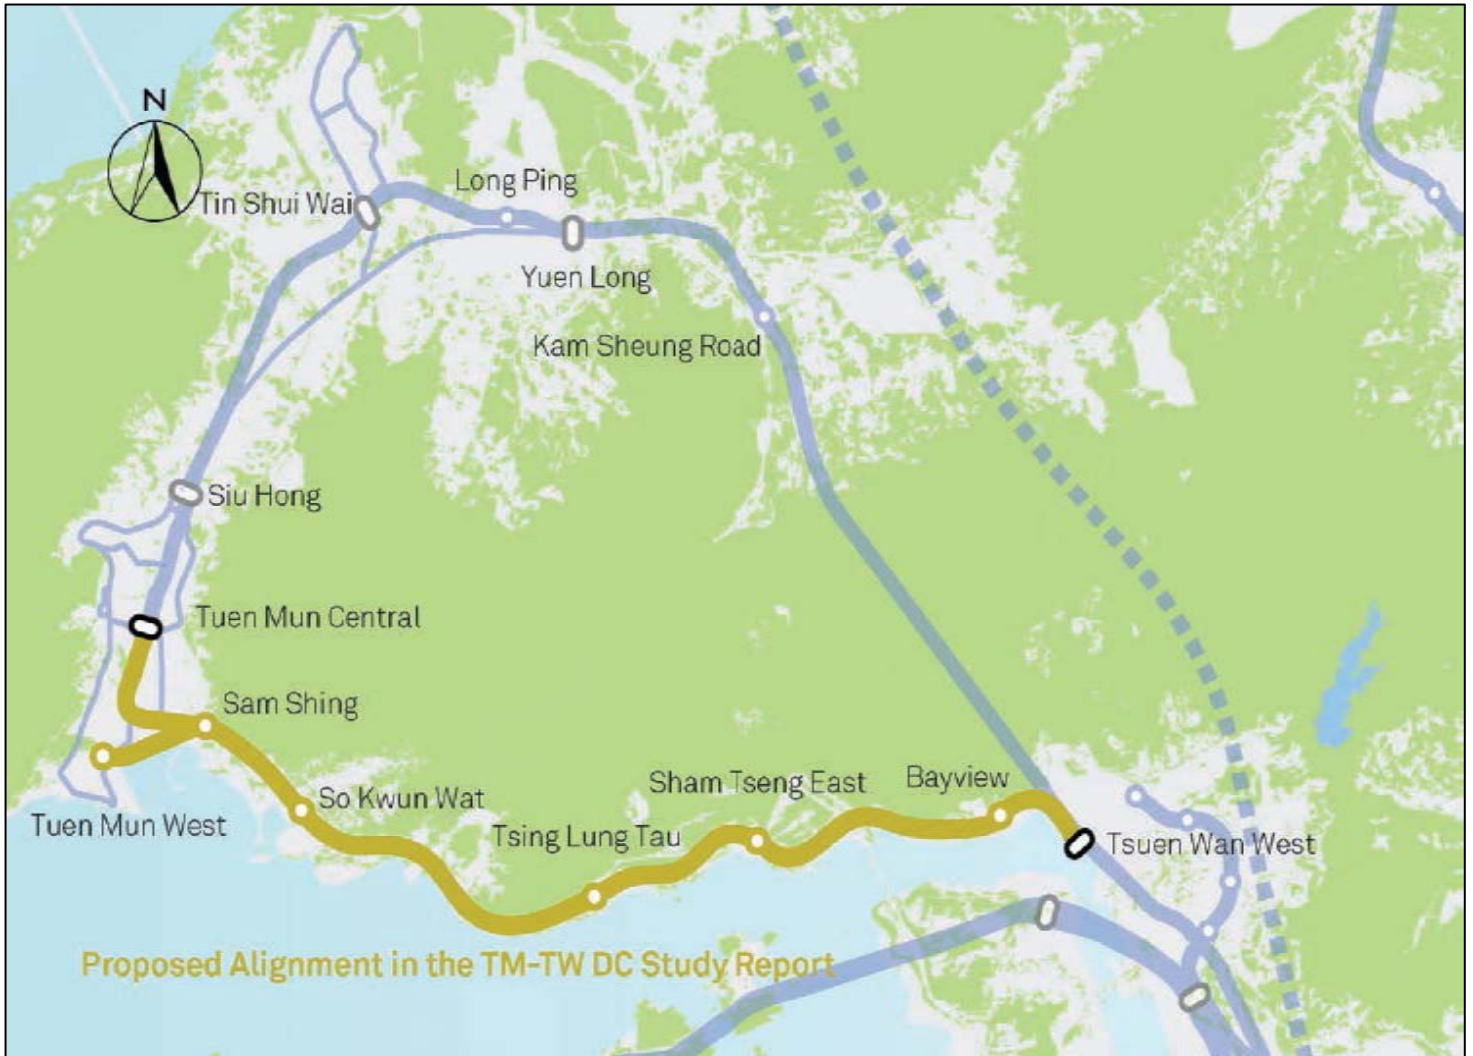 N
Long Ping
Tin Shui Wai
Yuen Long
Kam Sheung Road
Siu Hong
Tuen Mun Central
Sam Shing
Sham Tseng East
Bayview
So Kwun Wat
Tuen Mun West
Tsing Lung Tau
Tsuen Wan West
Proposed Alignment in the TM-TW DC Study Report